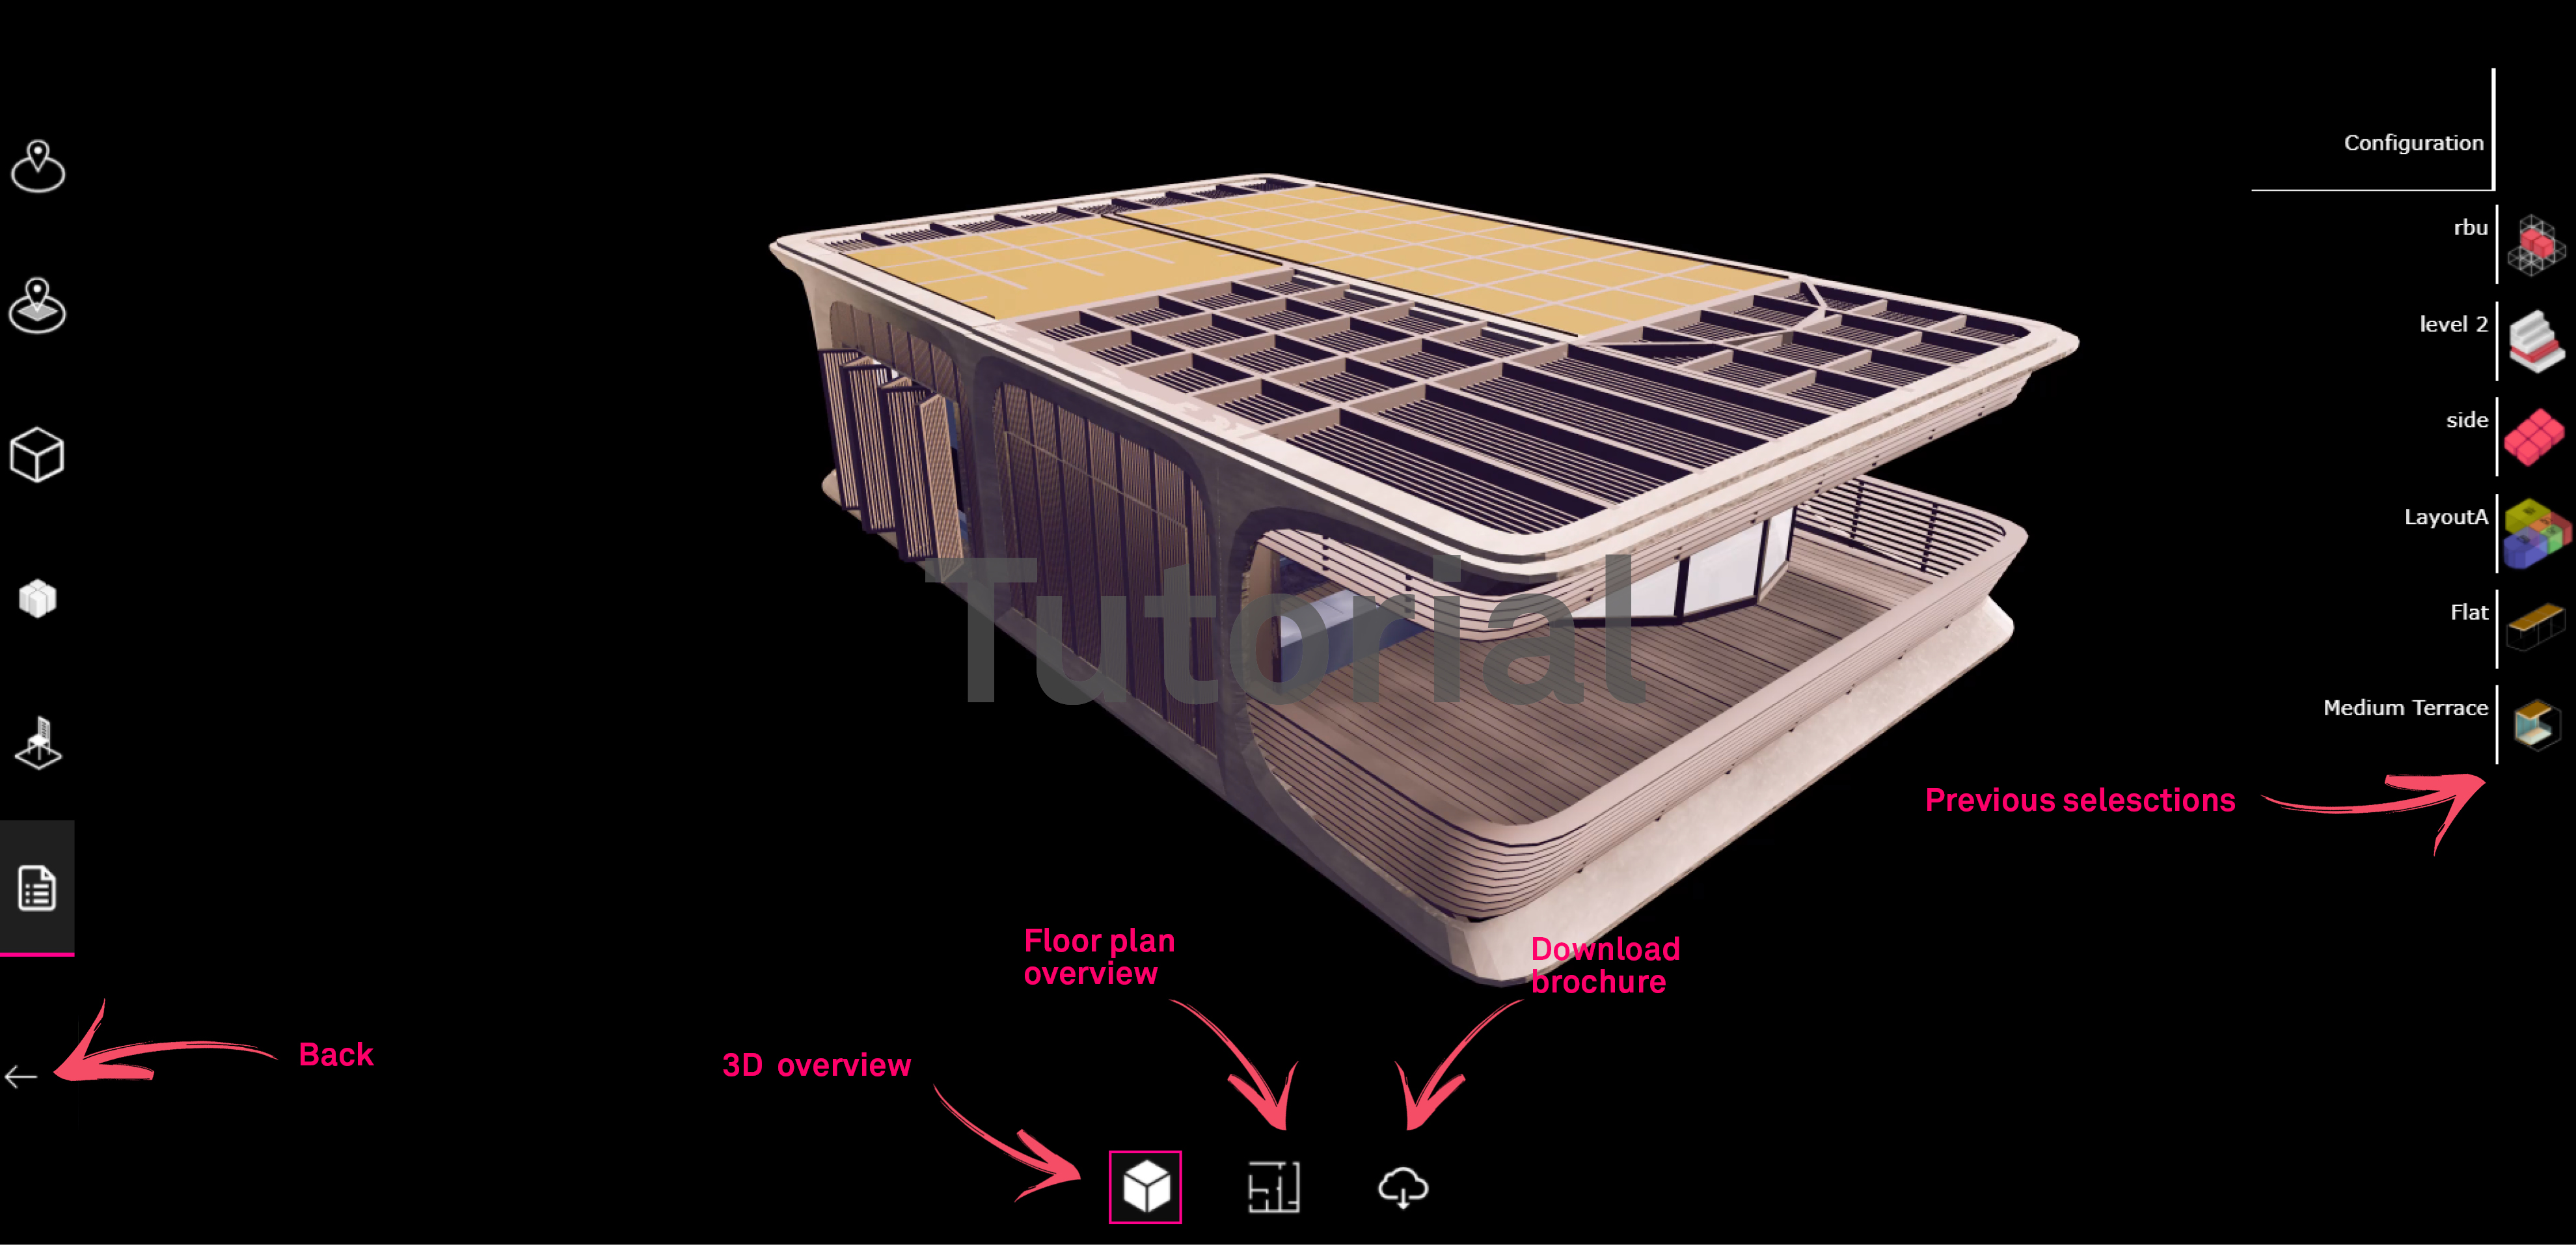 Configuration
rbu
level 2
side
LayoutA
Flat
Medium Terrace
Tutorial
Previous selesctions
Floor plan
overview
Download
brochure
Back
3D overview